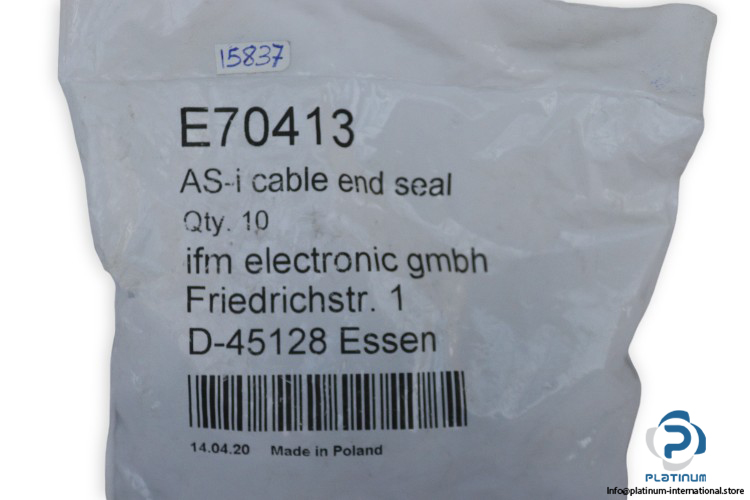 15837
E70413
AS-i cable end seal
Qty. 10
ifm electronic gmbh
Friedrichstr. 1
D-45128 Essen
14.04.20 Made in Poland
PLATINUM
Info@platinum-international.store